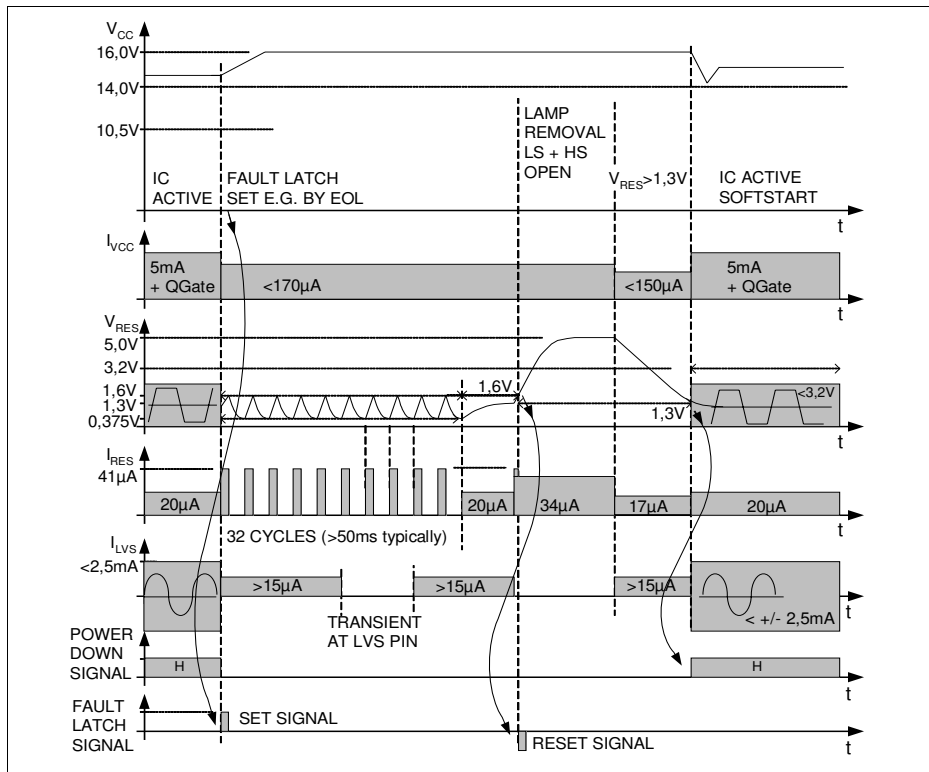 V_CC
16,0V
14,0V
10,5V
LAMP
REMOVAL
LS + HS
OPEN
IC
ACTIVE
FAULT LATCH
SET E.G. BY EOL
V_RES>1,3V
IC ACTIVE
SOFTSTART
t
I_VCC
5mA
+ QGate
<170µA
<150µA
5mA
+ QGate
t
V_RES
5,0V
3,2V
1,6V
1,3V
0,375V
1,6V
1,3V
<3,2V
t
I_RES
41µA
20µA
20µA
34µA
17µA
20µA
t
32 CYCLES (>50ms typically)
I_LVS
<2,5mA
>15µA
>15µA
>15µA
< +/- 2,5mA
t
TRANSIENT
AT LVS PIN
POWER
DOWN
SIGNAL
H
H
t
FAULT
LATCH
SIGNAL
SET SIGNAL
RESET SIGNAL
t